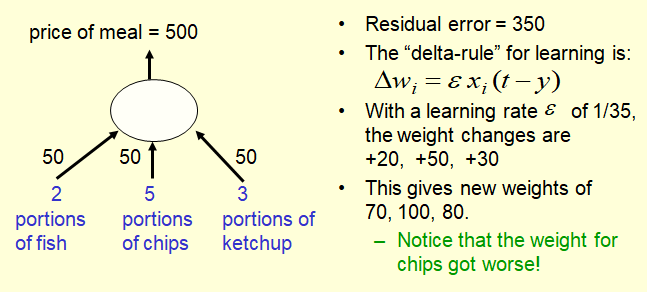 price of meal = 500
50 50 50
2 5 3
portions portions portions of
of fish of chips ketchup
• Residual error = 350
• The “delta-rule” for learning is:
Δwᵢ = ε xᵢ (t − y)
• With a learning rate ε of 1/35,
the weight changes are
+20, +50, +30
• This gives new weights of
70, 100, 80.
– Notice that the weight for
chips got worse!